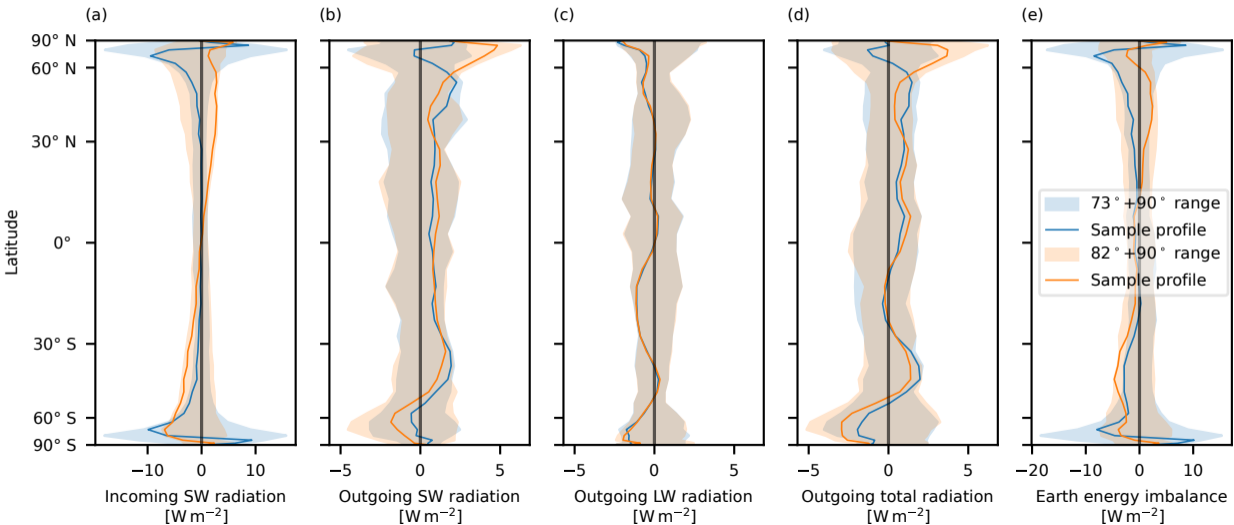 (a)
(b)
(c)
(d)
(e)
90° N
60° N
30° N
0°
30° S
60° S
90° S
Latitude
−10 0 10
Incoming SW radiation
[W m−2]
−5 0 5
Outgoing SW radiation
[W m−2]
−5 0 5
Outgoing LW radiation
[W m−2]
−5 0 5
Outgoing total radiation
[W m−2]
−20 −10 0 10
Earth energy imbalance
[W m−2]
73°+90° range
Sample profile
82°+90° range
Sample profile